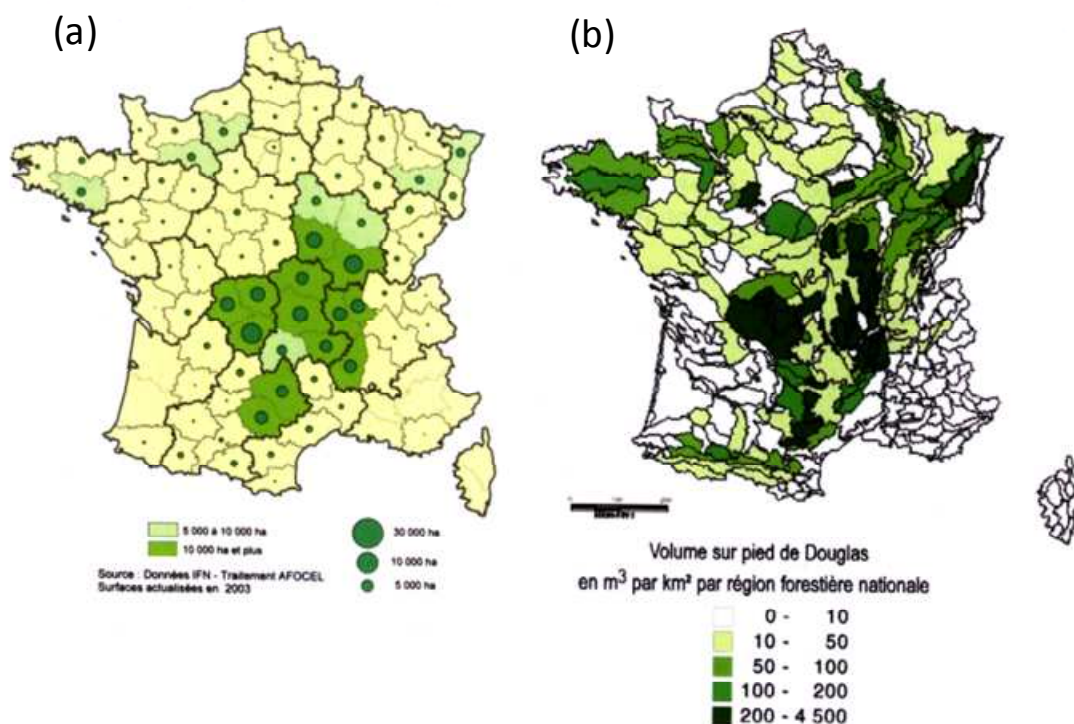 (a)
(b)
5 000 à 10 000 ha
10 000 ha et plus
30 000 ha
10 000 ha
5 000 ha
Source : Données IFN - Traitement AFOCEL
Surfaces actualisées en 2003
Volume sur pied de Douglas
en m³ par km² par région forestière nationale
0 - 10
10 - 50
50 - 100
100 - 200
200 - 4 500